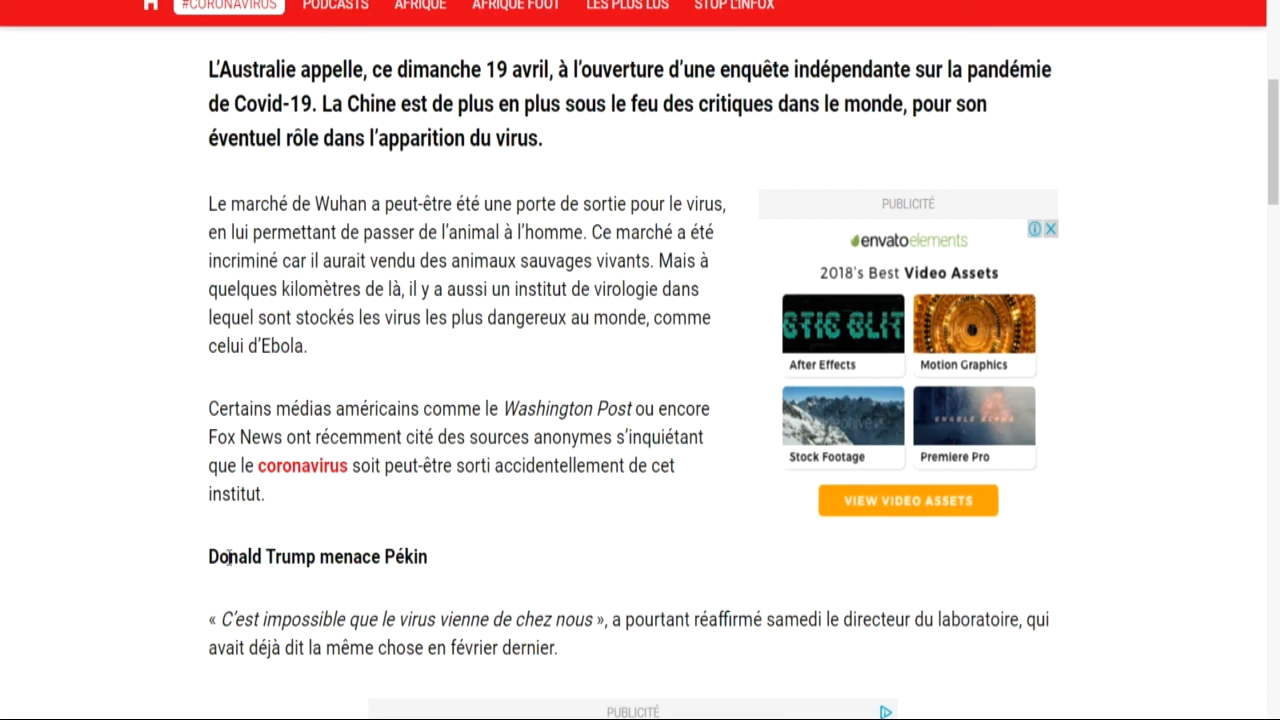 #CORONAVIRUS PODCASTS AFRIQUE AFRIQUE FOOT LES PLUS LUS STOP L'INFOX
L’Australie appelle, ce dimanche 19 avril, à l’ouverture d’une enquête indépendante sur la pandémie
de Covid-19. La Chine est de plus en plus sous le feu des critiques dans le monde, pour son
éventuel rôle dans l’apparition du virus.
Le marché de Wuhan a peut-être été une porte de sortie pour le virus,
en lui permettant de passer de l’animal à l’homme. Ce marché a été
incriminé car il aurait vendu des animaux sauvages vivants. Mais à
quelques kilomètres de là, il y a aussi un institut de virologie dans
lequel sont stockés les virus les plus dangereux au monde, comme
celui d’Ebola.
Certains médias américains comme le Washington Post ou encore
Fox News ont récemment cité des sources anonymes s’inquiétant
que le coronavirus soit peut-être sorti accidentellement de cet
institut.
PUBLICITÉ
envatoelements
2018's Best Video Assets
After Effects
Motion Graphics
Stock Footage
Premiere Pro
VIEW VIDEO ASSETS
Donald Trump menace Pékin
« C’est impossible que le virus vienne de chez nous », a pourtant réaffirmé samedi le directeur du laboratoire, qui
avait déjà dit la même chose en février dernier.
PUBLICITÉ